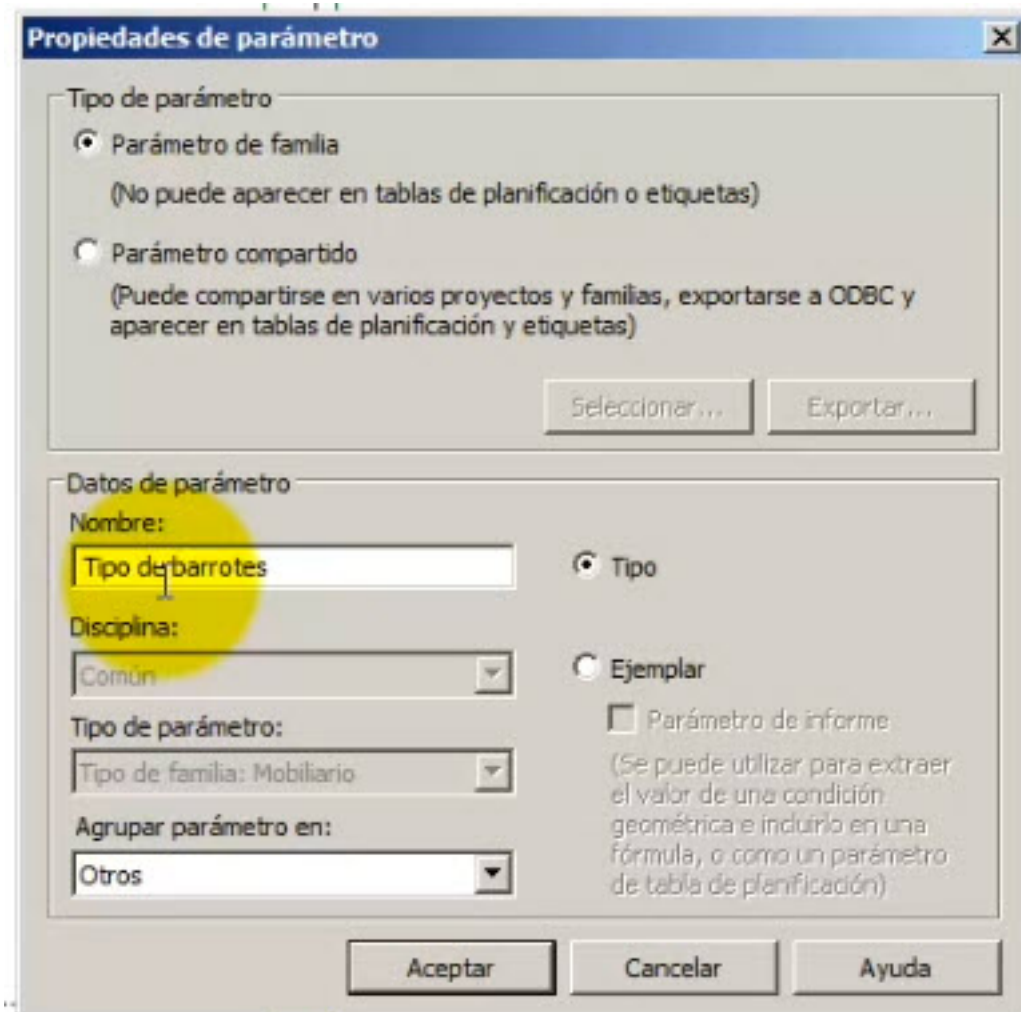 Propiedades de parámetro
Tipo de parámetro
Parámetro de familia
(No puede aparecer en tablas de planificación o etiquetas)
Parámetro compartido
(Puede compartirse en varios proyectos y familias, exportarse a ODBC y
aparecer en tablas de planificación y etiquetas)
Seleccionar...
Exportar...
Datos de parámetro
Nombre:
Tipo de barrotes
Tipo
Disciplina:
Común
Ejemplar
Parámetro de informe
Tipo de parámetro:
Tipo de familia: Mobiliario
(Se puede utilizar para extraer
el valor de una condición
geométrica e incluirlo en una
fórmula, o como un parámetro
de tabla de planificación)
Agrupar parámetro en:
Otros
Aceptar
Cancelar
Ayuda